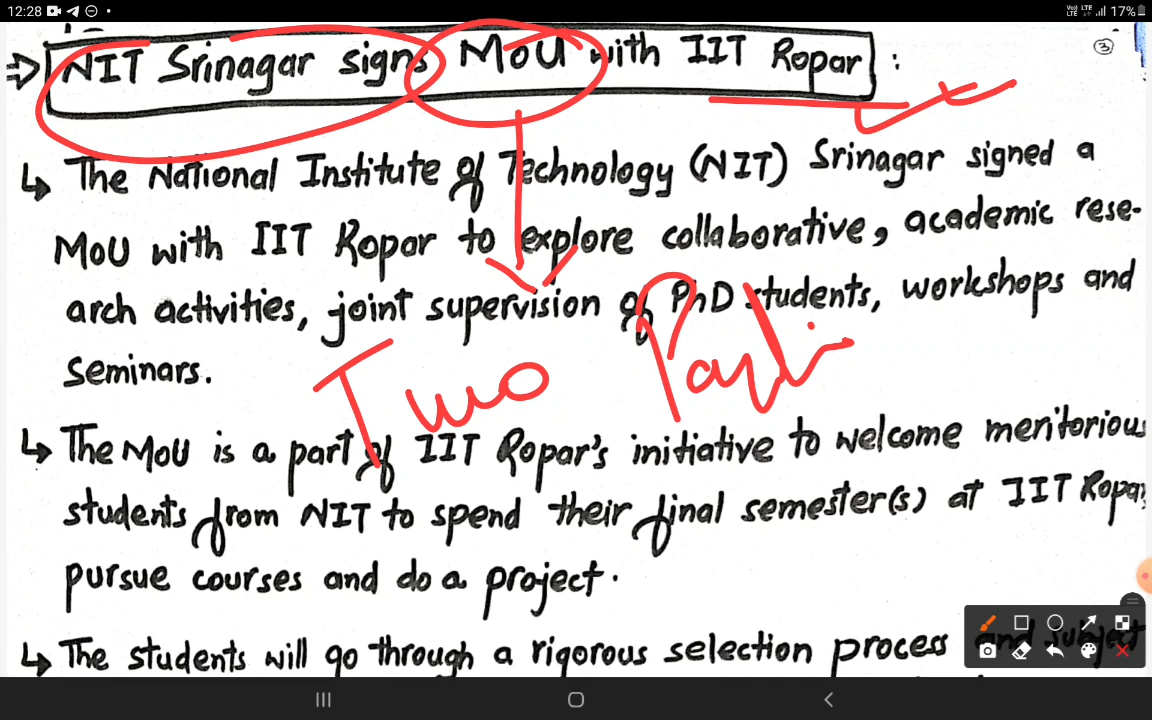 12:28 17%
3
⇒ NIT Srinagar signs MoU with IIT Ropar :
↳ The National Institute of Technology (NIT) Srinagar signed a
MoU with IIT Ropar to explore collaborative, academic rese-
arch activities, joint supervision of PhD students, workshops and
Seminars.
Two
↳ The MoU is a part of IIT Ropar's initiative to welcome meritorious
students from NIT to spend their final semester(s) at IIT Ropar
pursue courses and do a project.
↳ The students will go through a rigorous selection process and subject